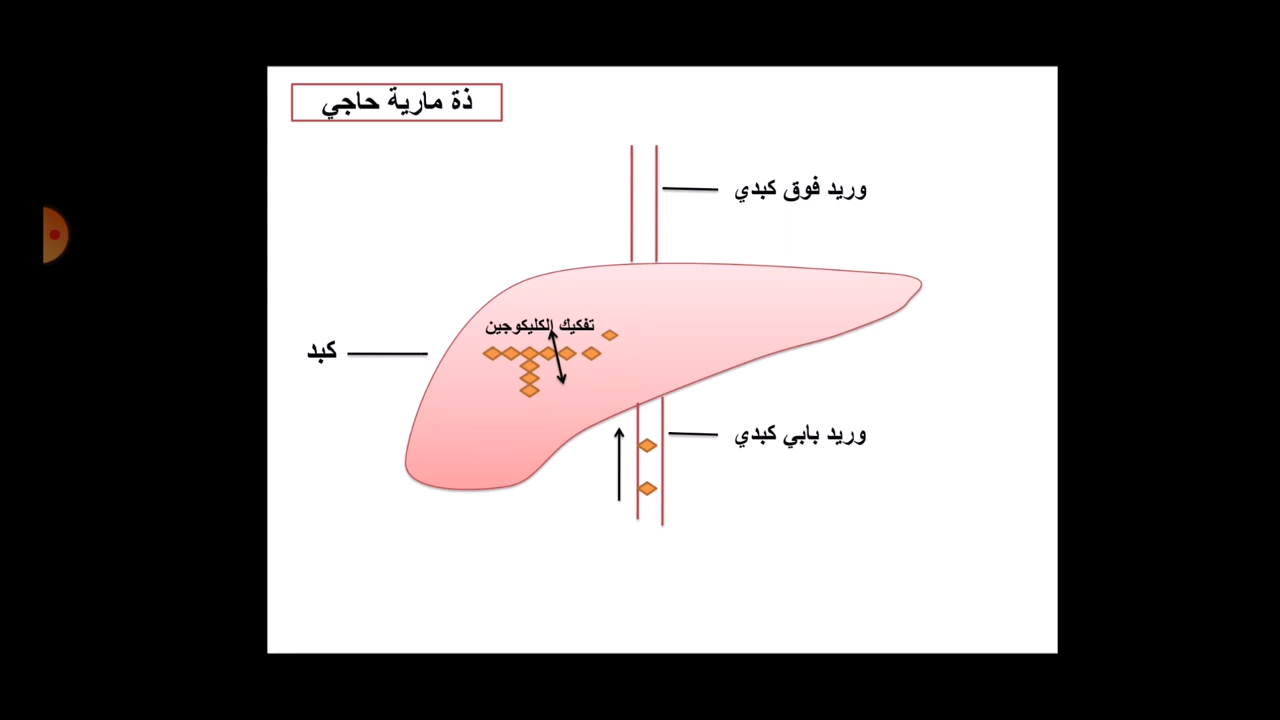 ذة مارية حاجي
وريد فوق كبدي
تفكيك الكليكوجين
كبد
وريد بابي كبدي